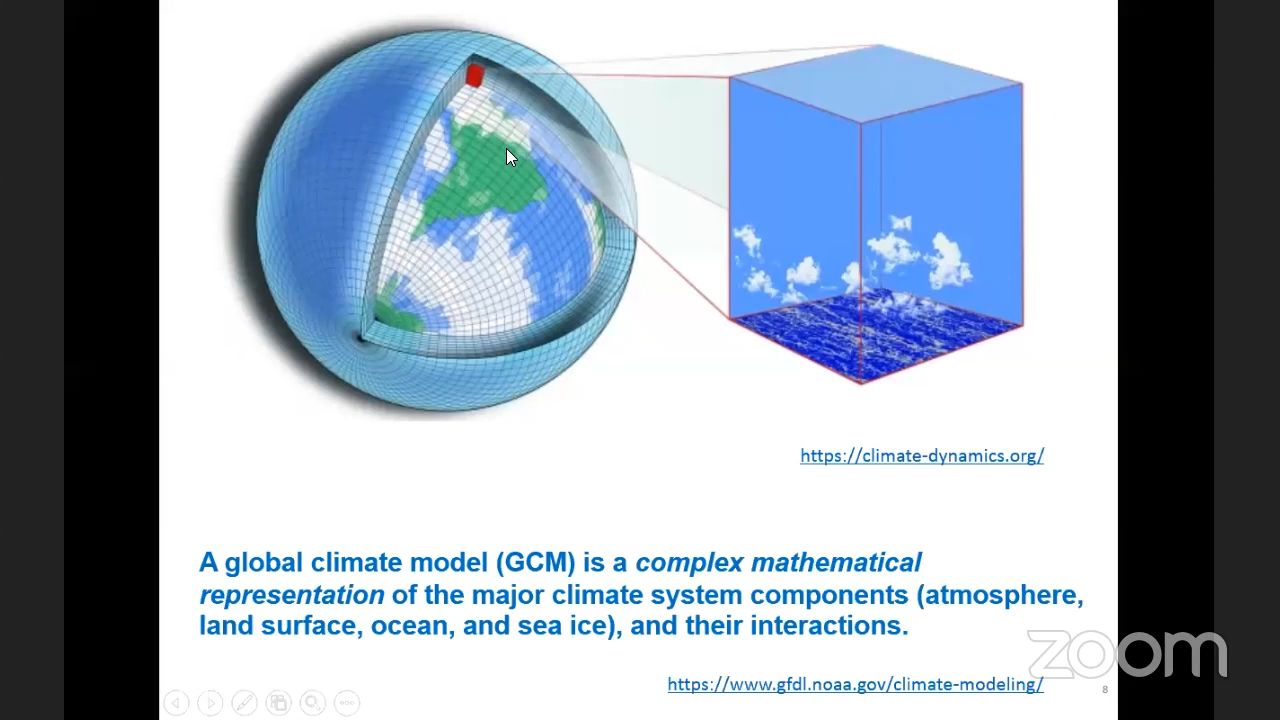 https://climate-dynamics.org/
A global climate model (GCM) is a complex mathematical
representation of the major climate system components (atmosphere,
land surface, ocean, and sea ice), and their interactions.
zoom
https://www.gfdl.noaa.gov/climate-modeling/
8